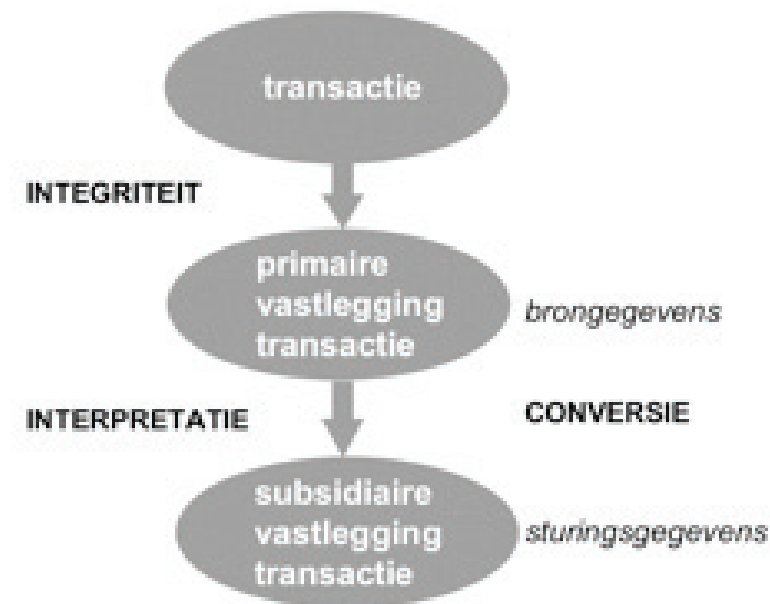 transactie
INTEGRITEIT
primaire
vastlegging
transactie
brongegevens
INTERPRETATIE
CONVERSIE
subsidiaire
vastlegging
transactie
sturingsgegevens